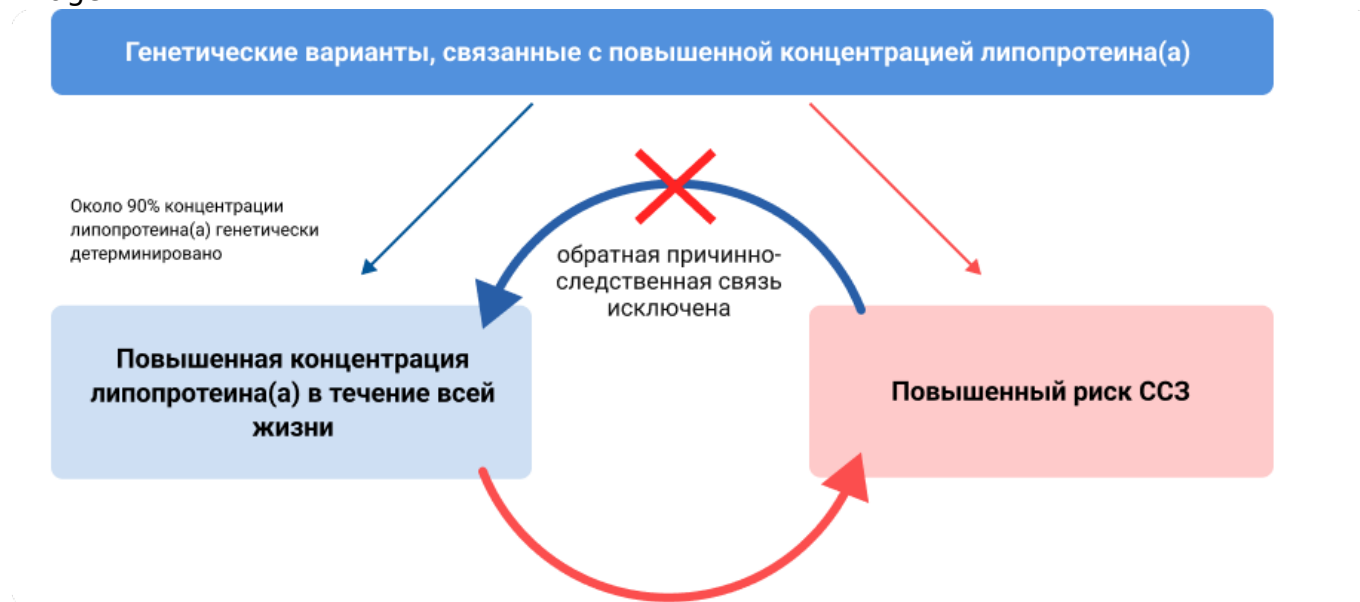 Генетические варианты, связанные с повышенной концентрацией липопротеина(а)
Около 90% концентрации
липопротеина(а) генетически
детерминировано
обратная причинно-
следственная связь
исключена
Повышенная концентрация
липопротеина(а) в течение всей
жизни
Повышенный риск ССЗ